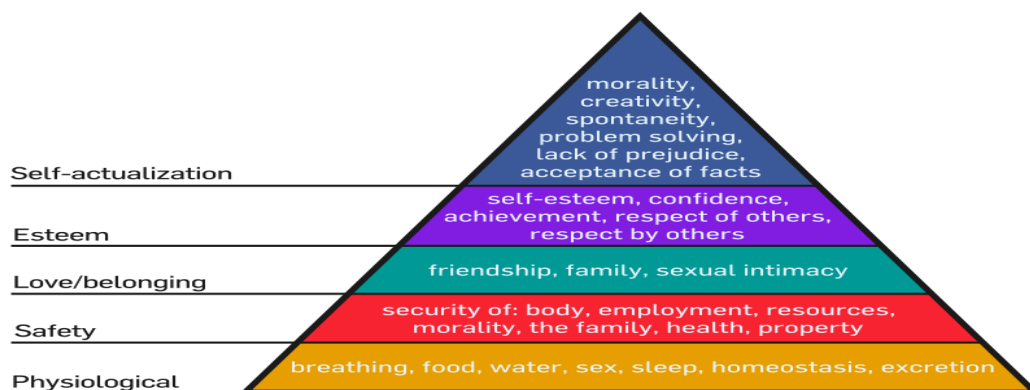 morality,
creativity,
spontaneity,
problem solving,
lack of prejudice,
acceptance of facts
Self-actualization
self-esteem, confidence,
achievement, respect of others,
respect by others
Esteem
friendship, family, sexual intimacy
Love/belonging
security of: body, employment, resources,
morality, the family, health, property
Safety
breathing, food, water, sex, sleep, homeostasis, excretion
Physiological